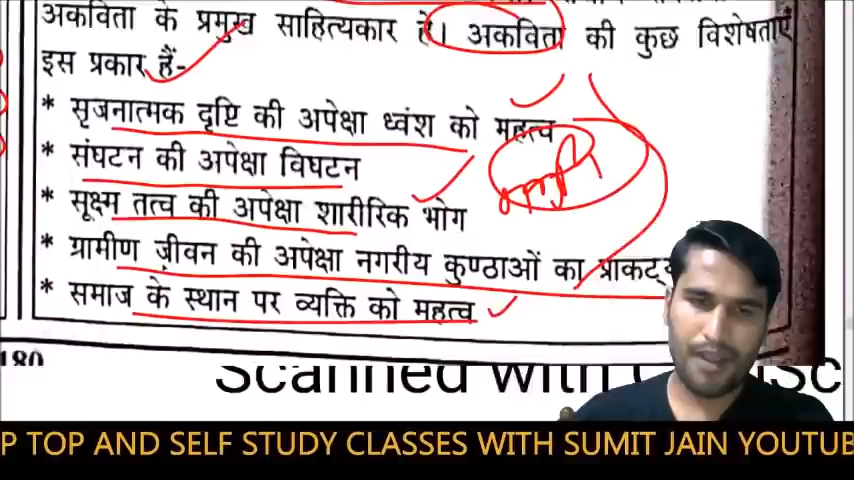 अकविता के प्रमुख साहित्यकार हैं। अकविता की कुछ विशेषताएँ
इस प्रकार हैं-
* सृजनात्मक दृष्टि की अपेक्षा ध्वंश को महत्व
* संघटन की अपेक्षा विघटन
* सूक्ष्म तत्व की अपेक्षा शारीरिक भोग
* ग्रामीण जीवन की अपेक्षा नगरीय कुण्ठाओं का
* समाज के स्थान पर व्यक्ति को महत्व
180
Scanned with
P TOP AND SELF STUDY CLASSES WITH SUMIT JAIN YOUTUB